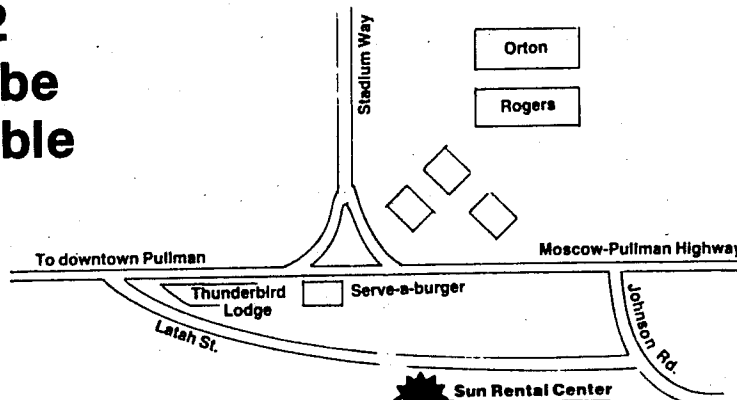 be
ble
Stadium Way
Orton
Rogers
To downtown Pullman
Moscow-Pullman Highway
Thunderbird
Lodge
Serve-a-burger
Latah St.
Johnson Rd.
Sun Rental Center